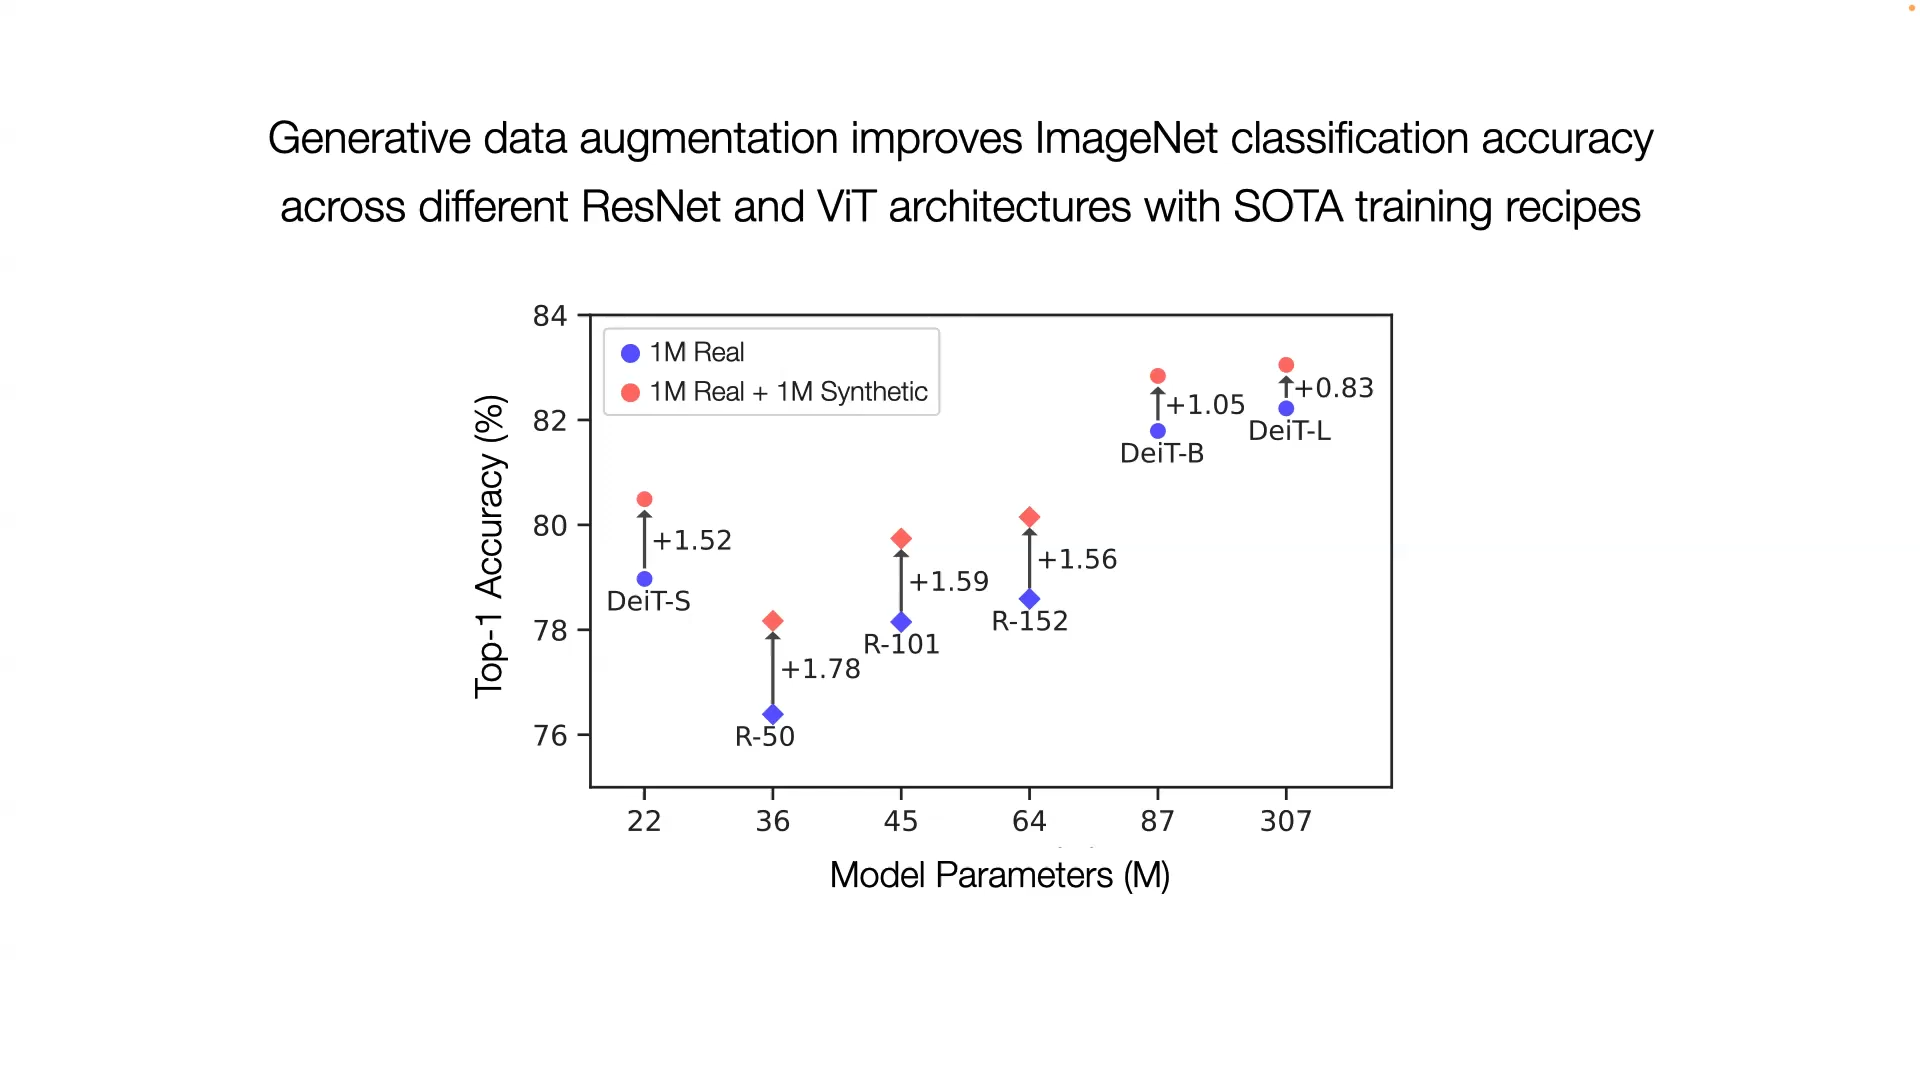 Generative data augmentation improves ImageNet classification accuracy
across different ResNet and ViT architectures with SOTA training recipes
84
1M Real
1M Real + 1M Synthetic
+0.83
+1.05
82
DeiT-L
DeiT-B
Top-1 Accuracy (%)
80
+1.52
+1.56
+1.59
DeiT-S
R-152
78
R-101
+1.78
76
R-50
22
36
45
64
87
307
Model Parameters (M)